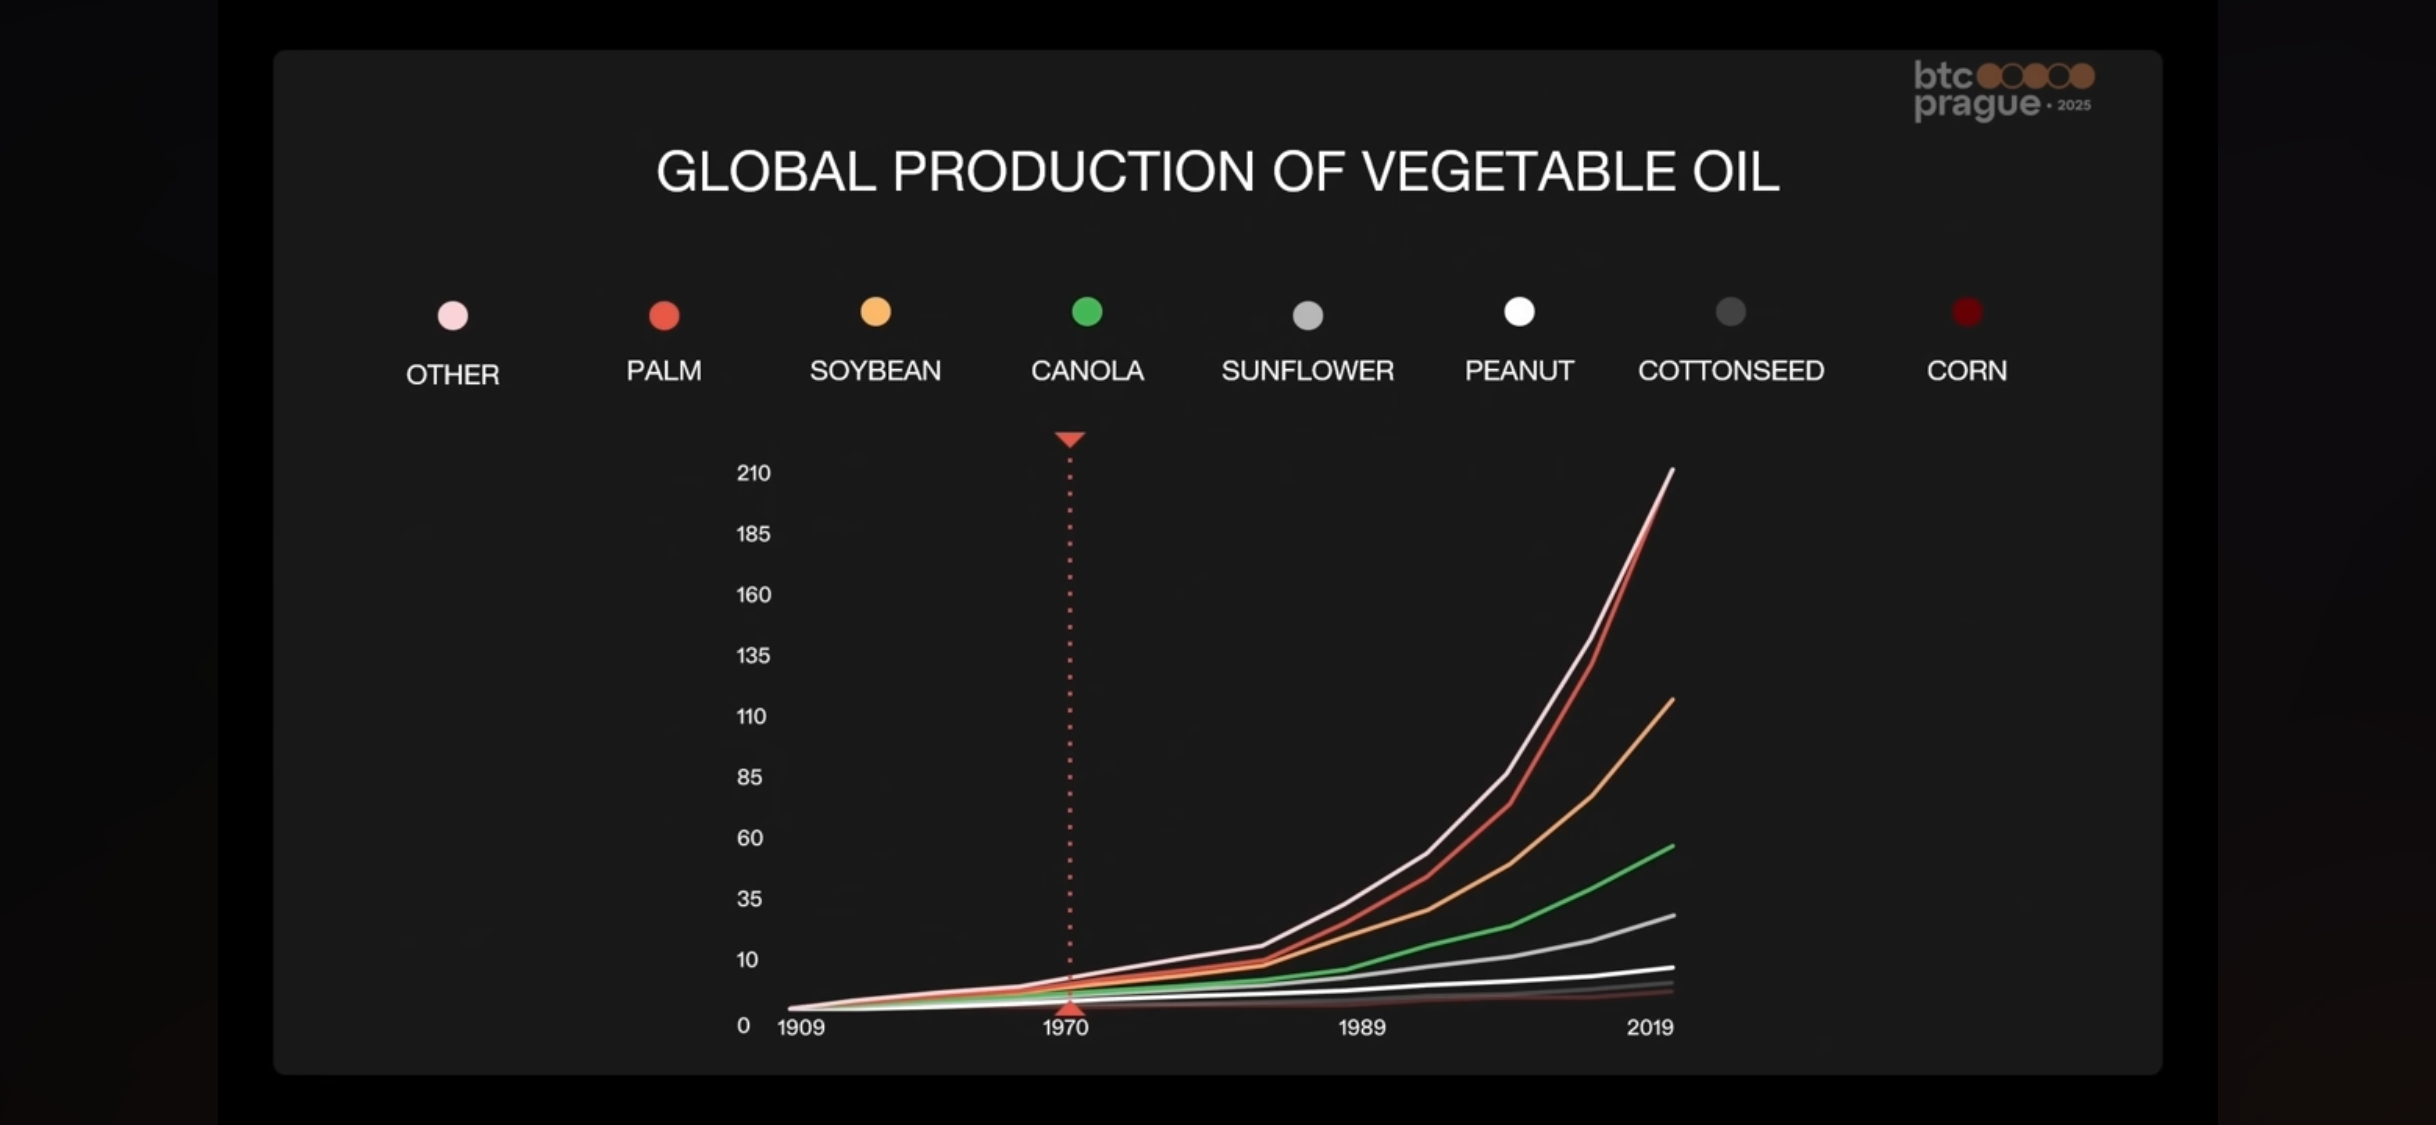 btc
prague · 2025
GLOBAL PRODUCTION OF VEGETABLE OIL
OTHER PALM SOYBEAN CANOLA SUNFLOWER PEANUT COTTONSEED CORN
210
185
160
135
110
85
60
35
10
0 1909 1970 1989 2019